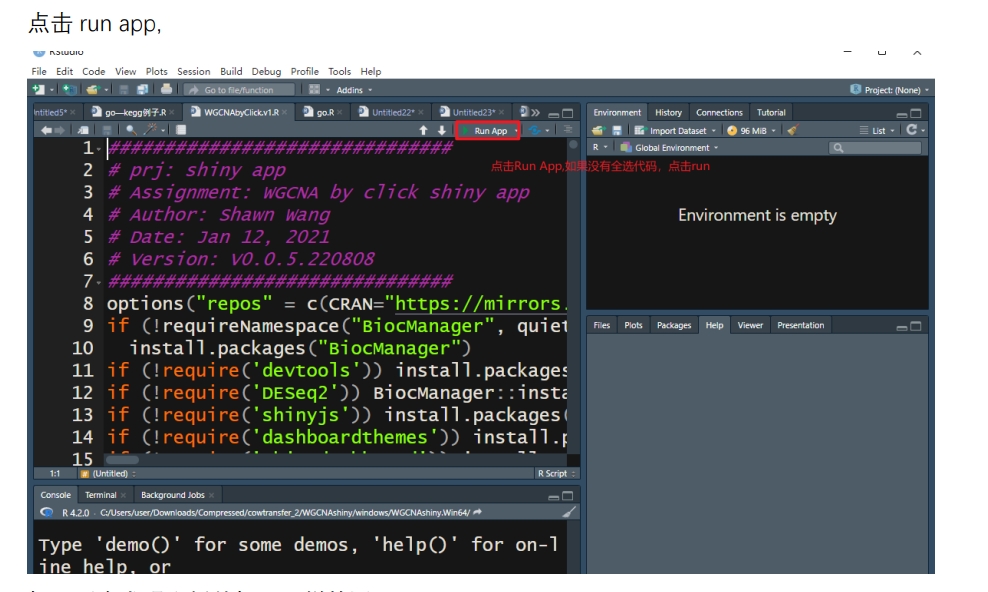 点击 run app,
RStudio
File Edit Code View Plots Session Build Debug Profile Tools Help
Go to file/function Addins Project: (None)
ntitled5* go—kegg例子.R WGCNAbyClick.v1.R go.R Untitled22* Untitled23*
Environment History Connections Tutorial
Run App
Import Dataset 96 MiB List
R Global Environment
点击Run App,如果没有全选代码，点击run
Environment is empty
1 ###############################
2 # prj: shiny app
3 # Assignment: WGCNA by click shiny app
4 # Author: Shawn Wang
5 # Date: Jan 12, 2021
6 # Version: V0.0.5.220808
7 ###############################
8 options("repos" = c(CRAN="https://mirrors.
9 if (!requireNamespace("BiocManager", quiet
10 install.packages("BiocManager")
11 if (!require('devtools')) install.packages
12 if (!require('DESeq2')) BiocManager::insta
13 if (!require('shinyjs')) install.packages(
14 if (!require('dashboardthemes')) install.p
15
1:1 (Untitled) R Script
Files Plots Packages Help Viewer Presentation
Console Terminal Background Jobs
R 4.2.0 · C:/Users/user/Downloads/Compressed/cowtransfer_2/WGCNAshiny/windows/WGCNAshiny.Win64/
Type 'demo()' for some demos, 'help()' for on-l
ine help, or